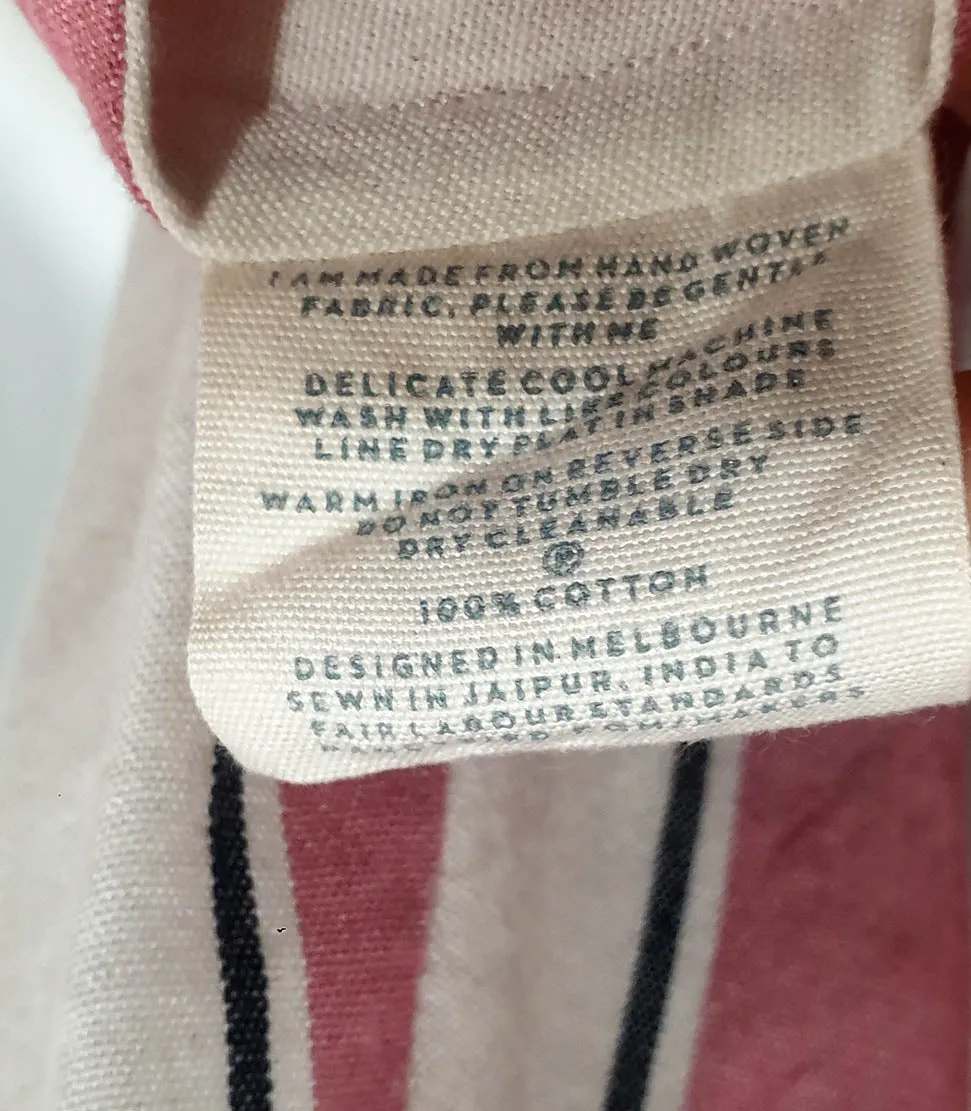 I AM MADE FROM HAND WOVEN
FABRIC, PLEASE BE GENTLE
WITH ME
DELICATE COOL MACHINE
WASH WITH LIKE COLOURS
LINE DRY FLAT IN SHADE
WARM IRON ON REVERSE SIDE
DO NOT TUMBLE DRY
DRY CLEANABLE
Ⓟ
100% COTTON
DESIGNED IN MELBOURNE
SEWN IN JAIPUR, INDIA TO
FAIR LABOUR STANDARDS